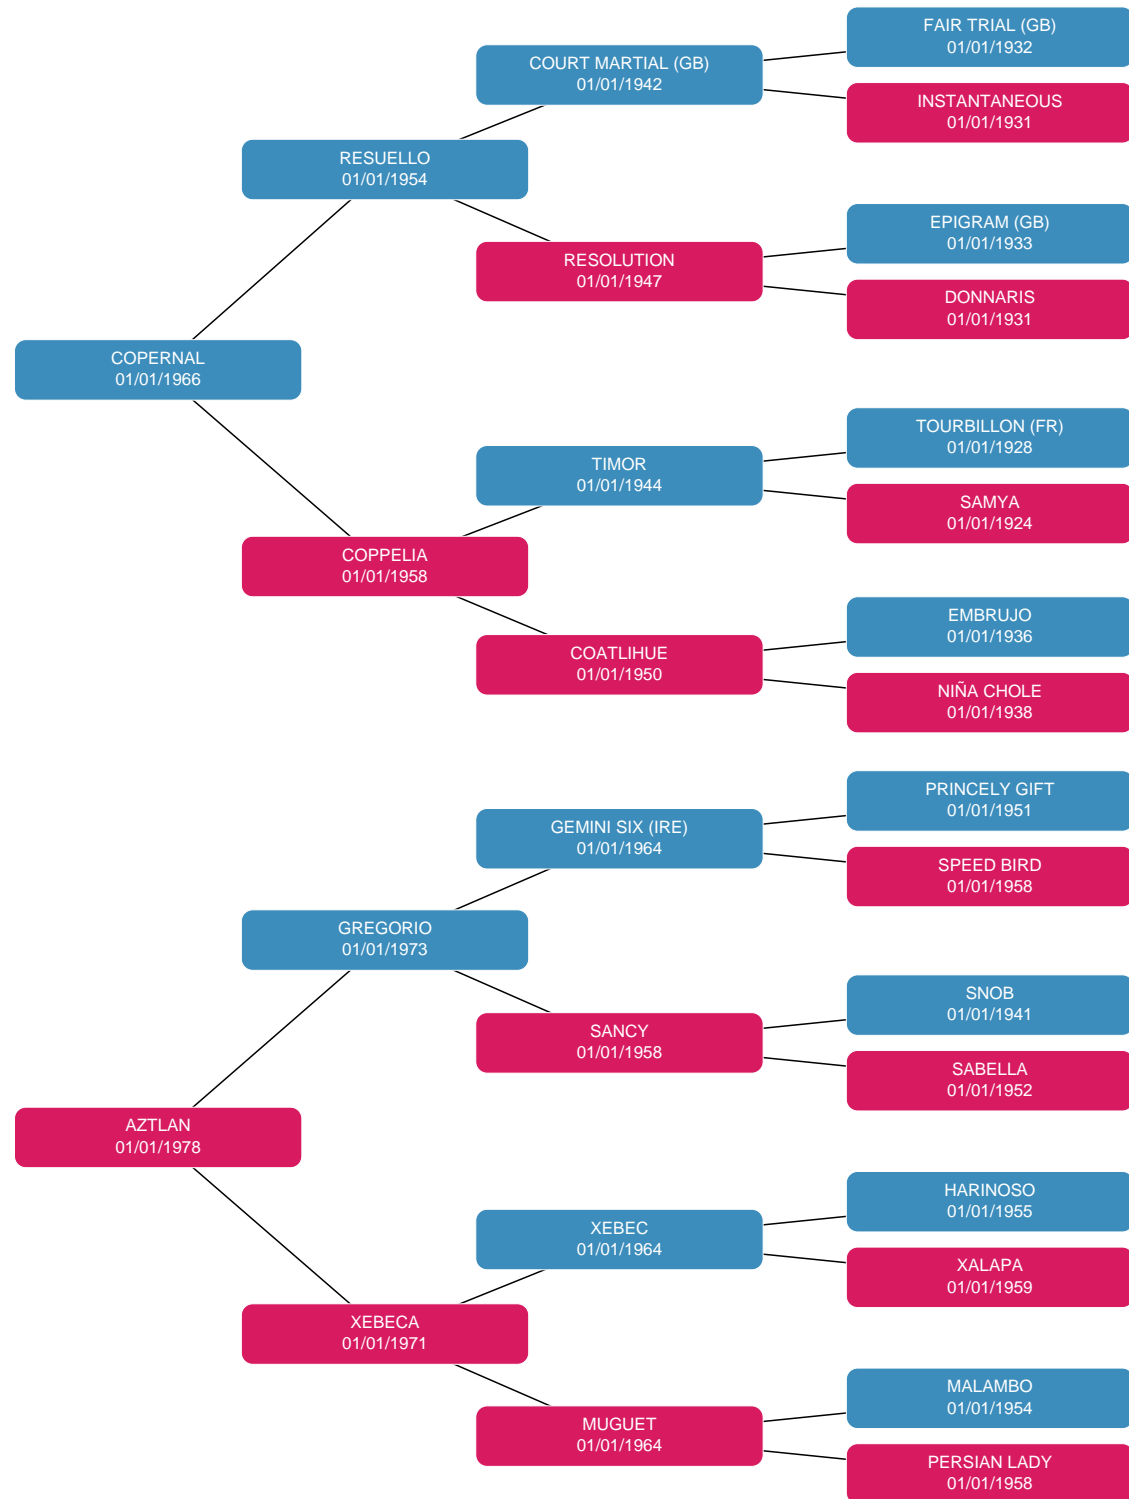 FAIR TRIAL (GB)
01/01/1932
COURT MARTIAL (GB)
01/01/1942
INSTANTANEOUS
01/01/1931
RESUELLO
01/01/1954
EPIGRAM (GB)
01/01/1933
RESOLUTION
01/01/1947
DONNARIS
01/01/1931
COPERNAL
01/01/1966
TOURBILLON (FR)
01/01/1928
TIMOR
01/01/1944
SAMYA
01/01/1924
COPPELIA
01/01/1958
EMBRUJO
01/01/1936
COATLIHUE
01/01/1950
NIÑA CHOLE
01/01/1938
PRINCELY GIFT
01/01/1951
GEMINI SIX (IRE)
01/01/1964
SPEED BIRD
01/01/1958
GREGORIO
01/01/1973
SNOB
01/01/1941
SANCY
01/01/1958
SABELLA
01/01/1952
AZTLAN
01/01/1978
HARINOSO
01/01/1955
XEBEC
01/01/1964
XALAPA
01/01/1959
XEBECA
01/01/1971
MALAMBO
01/01/1954
MUGUET
01/01/1964
PERSIAN LADY
01/01/1958